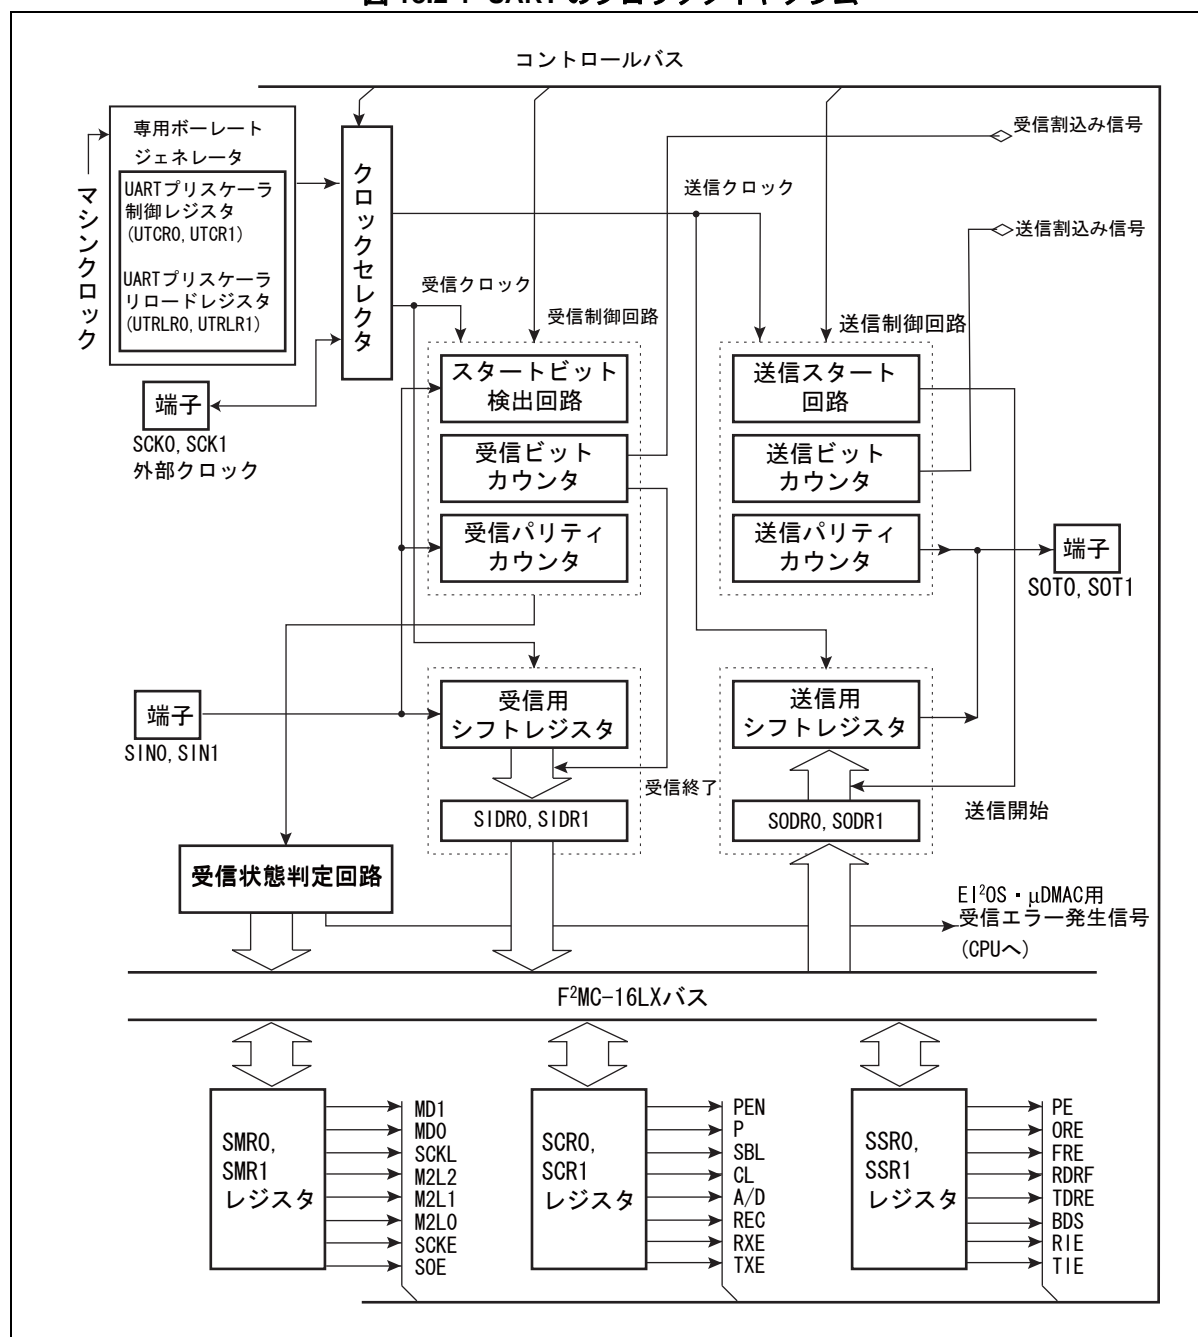 コントロールバス
専用ボーレート
ジェネレータ
UARTプリスケーラ
制御レジスタ
(UTCR0, UTCR1)
UARTプリスケーラ
リロードレジスタ
(UTRLR0, UTRLR1)
マシンクロック
クロックセレクタ
端子
SCK0, SCK1
外部クロック
受信クロック
送信クロック
受信割込み信号
送信割込み信号
受信制御回路
スタートビット
検出回路
受信ビット
カウンタ
受信パリティ
カウンタ
送信制御回路
送信スタート
回路
送信ビット
カウンタ
送信パリティ
カウンタ
端子
SOT0, SOT1
端子
SIN0, SIN1
受信用
シフトレジスタ
受信終了
SIDR0, SIDR1
送信用
シフトレジスタ
送信開始
SODR0, SODR1
受信状態判定回路
EI²OS・μDMAC用
受信エラー発生信号
(CPUへ)
F²MC-16LXバス
SMR0,
SMR1
レジスタ
MD1
MD0
SCKL
M2L2
M2L1
M2L0
SCKE
SOE
SCR0,
SCR1
レジスタ
PEN
P
SBL
CL
A/D
REC
RXE
TXE
SSR0,
SSR1
レジスタ
PE
ORE
FRE
RDRF
TDRE
BDS
RIE
TIE